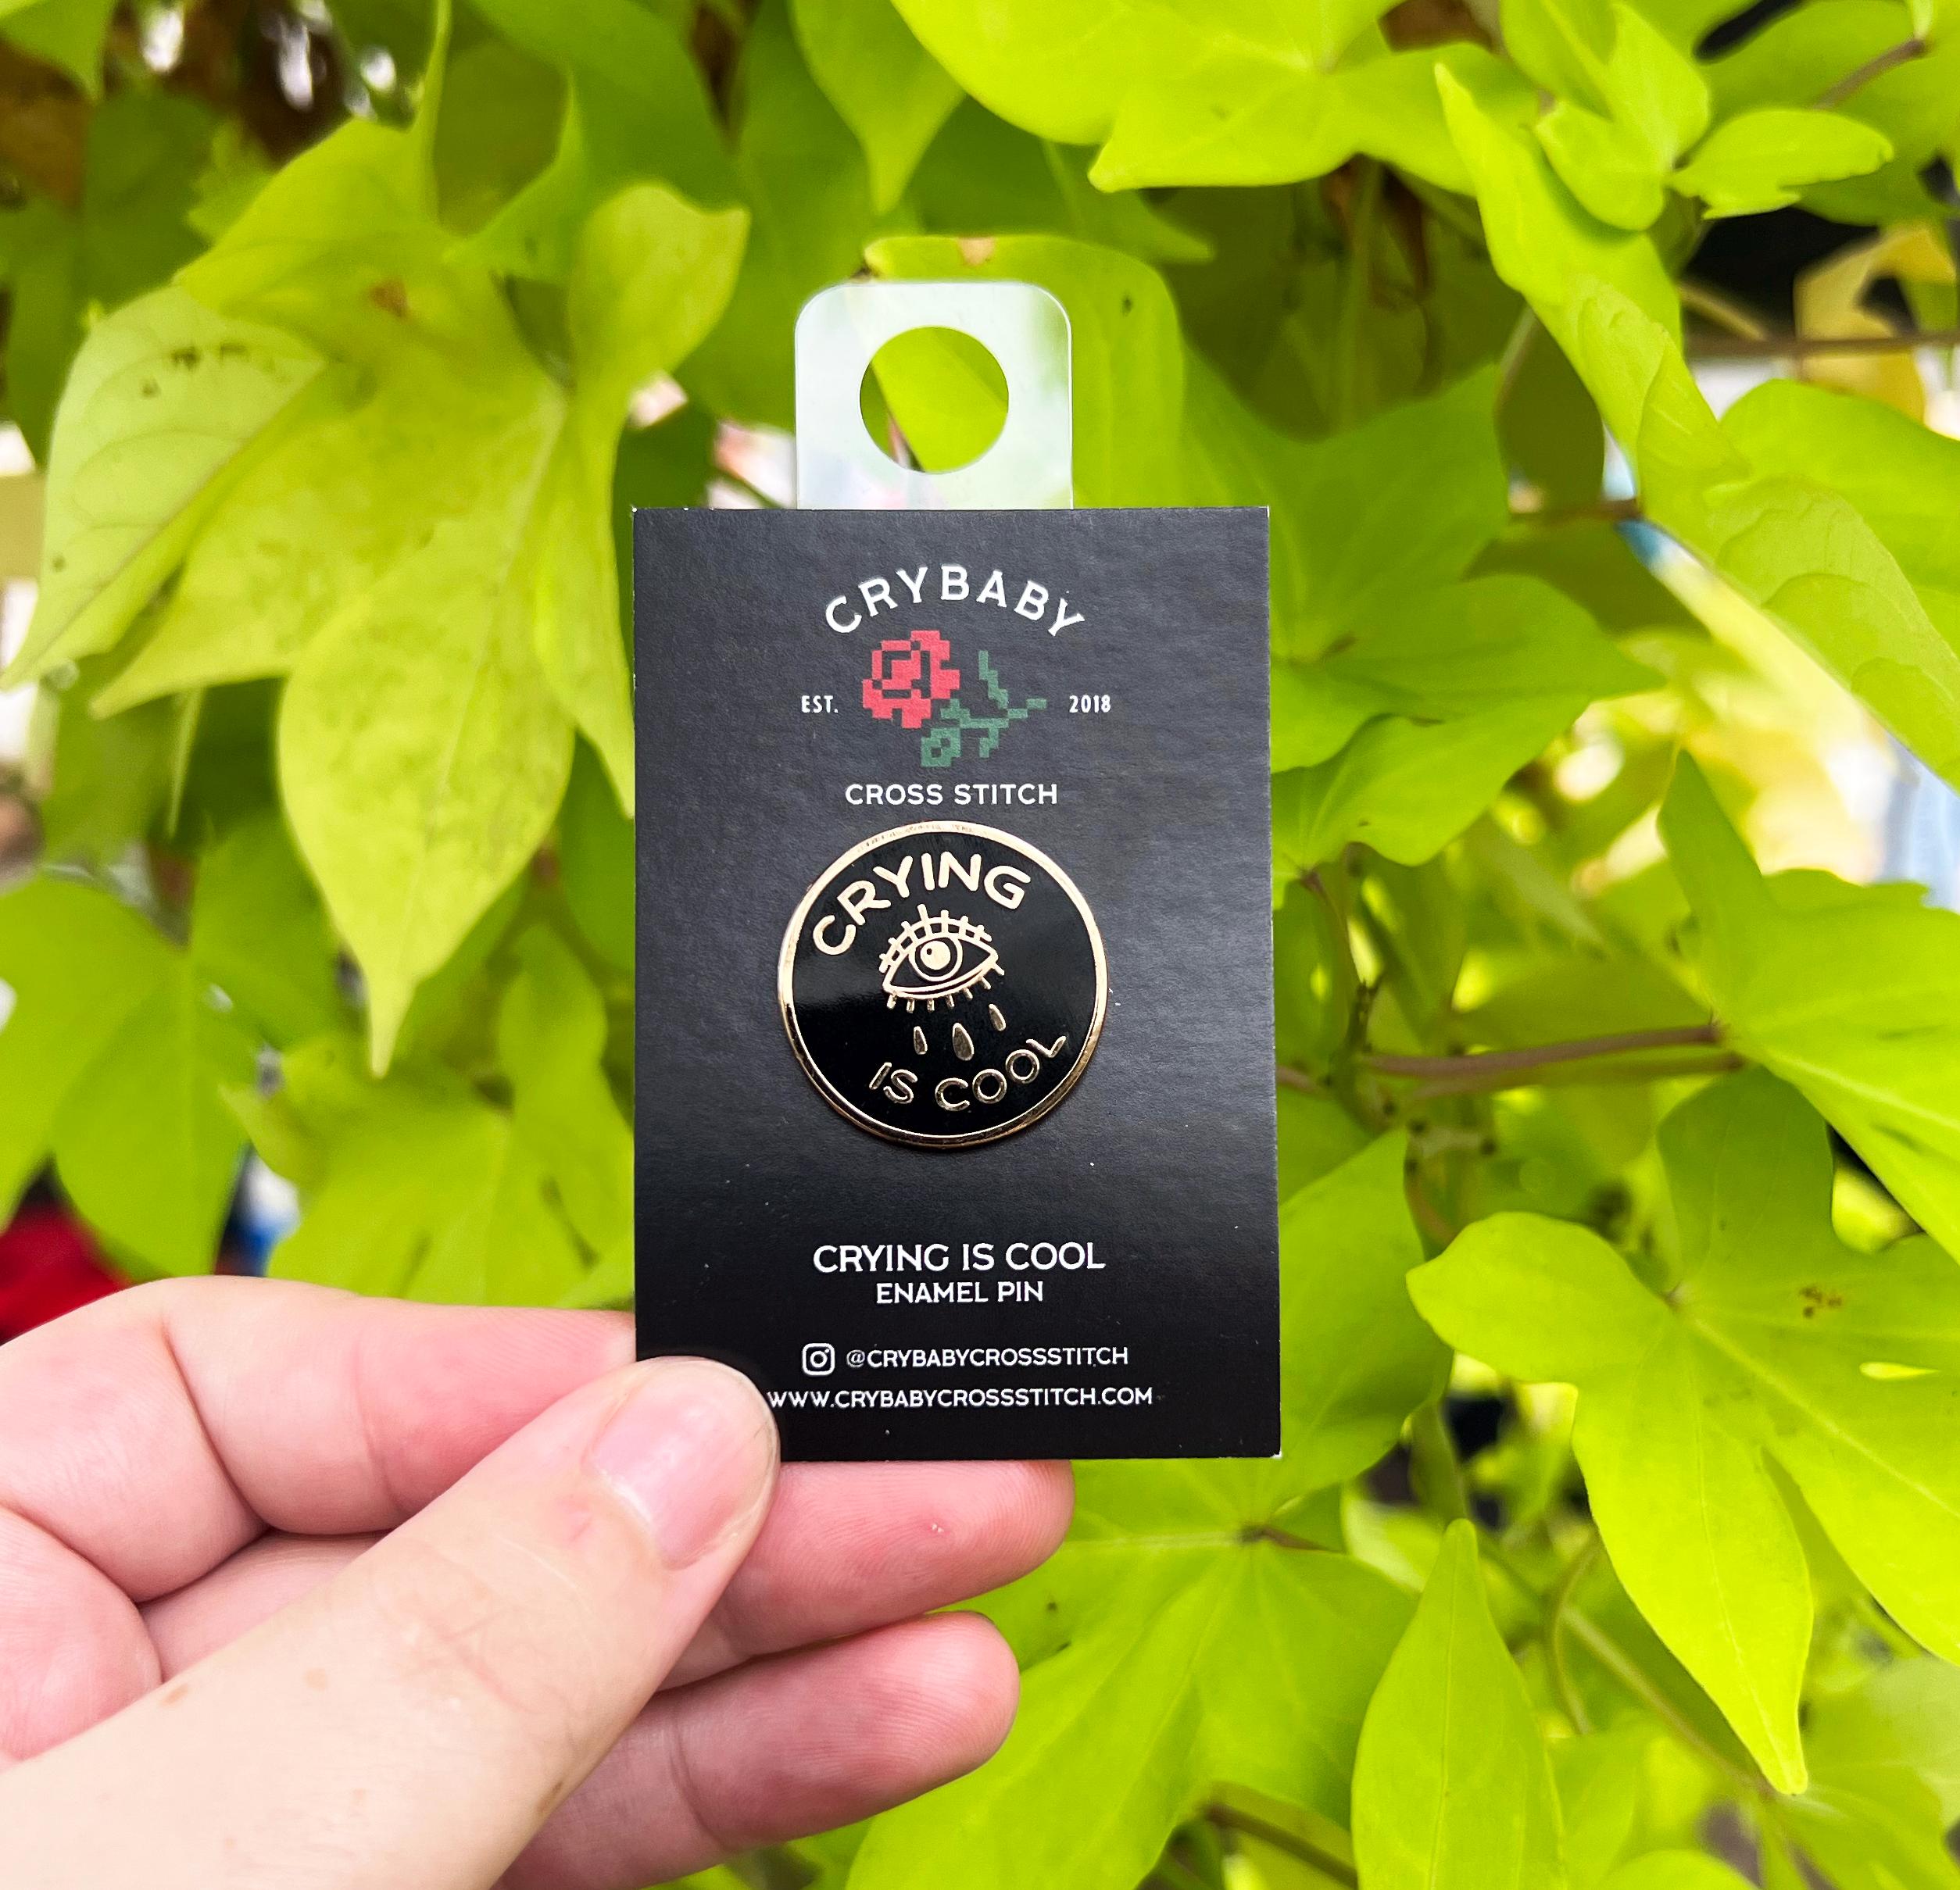 CRYBABY
EST. 2018
CROSS STITCH
CRYING
IS COOL
CRYING IS COOL
ENAMEL PIN
@CRYBABYCROSSSTITCH
WWW.CRYBABYCROSSSTITCH.COM